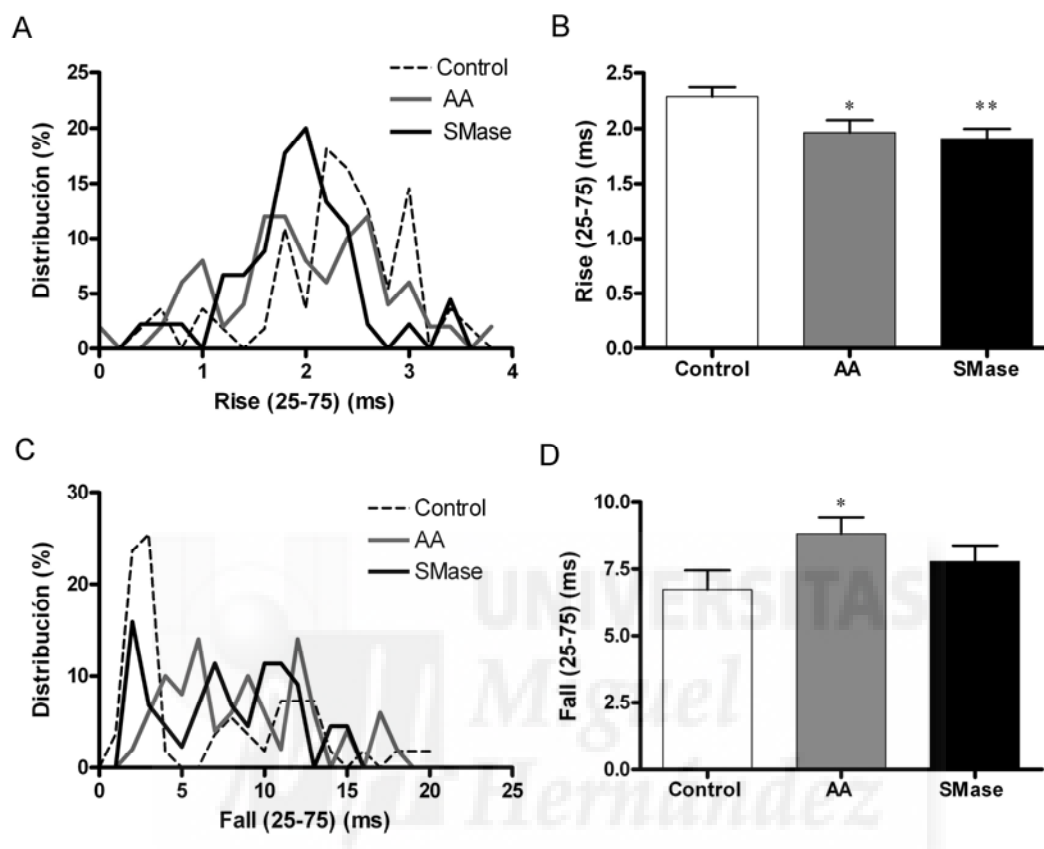 A
25
20
15
10
5
0
Distribución (%)
Control
AA
SMase
0 1 2 3 4
Rise (25-75) (ms)
B
2.5
2.0
1.5
1.0
0.5
0.0
Rise (25-75) (ms)
*
**
Control AA SMase
C
30
20
10
0
Distribución (%)
Control
AA
SMase
0 5 10 15 20 25
Fall (25-75) (ms)
D
10.0
7.5
5.0
2.5
0.0
Fall (25-75) (ms)
*
Control AA SMase
UNIVERSITAS
Miguel
Hernández